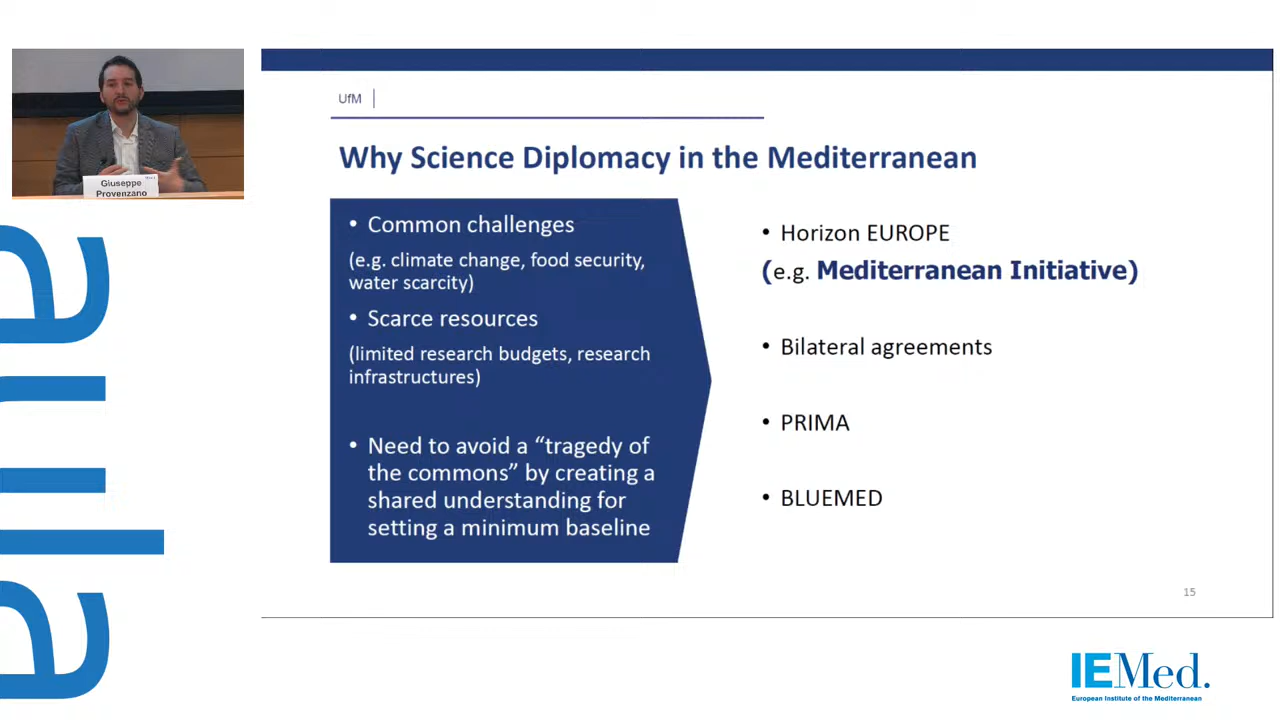 Giuseppe
Provenzano
aula
UfM
Why Science Diplomacy in the Mediterranean
• Common challenges
(e.g. climate change, food security,
water scarcity)
• Scarce resources
(limited research budgets, research
infrastructures)
• Need to avoid a “tragedy of
the commons” by creating a
shared understanding for
setting a minimum baseline
• Horizon EUROPE
(e.g. Mediterranean Initiative)
• Bilateral agreements
• PRIMA
• BLUEMED
15
IEMed.
European Institute of the Mediterranean